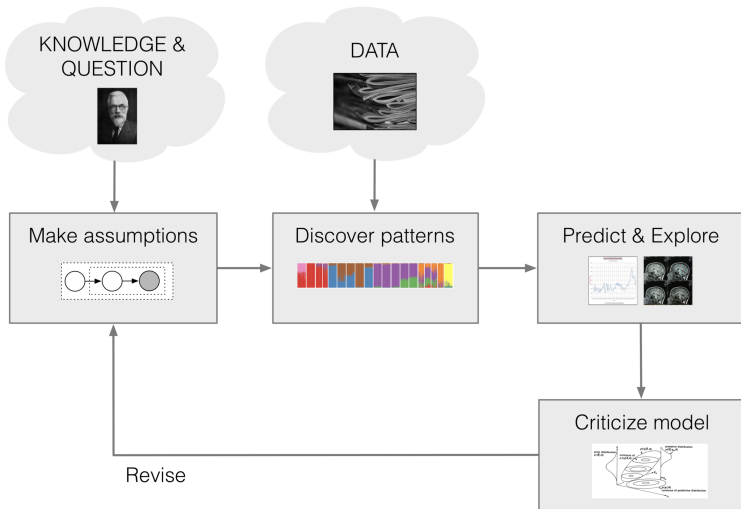 KNOWLEDGE &
QUESTION
DATA
Make assumptions
Discover patterns
Predict & Explore
Criticize model
Revise